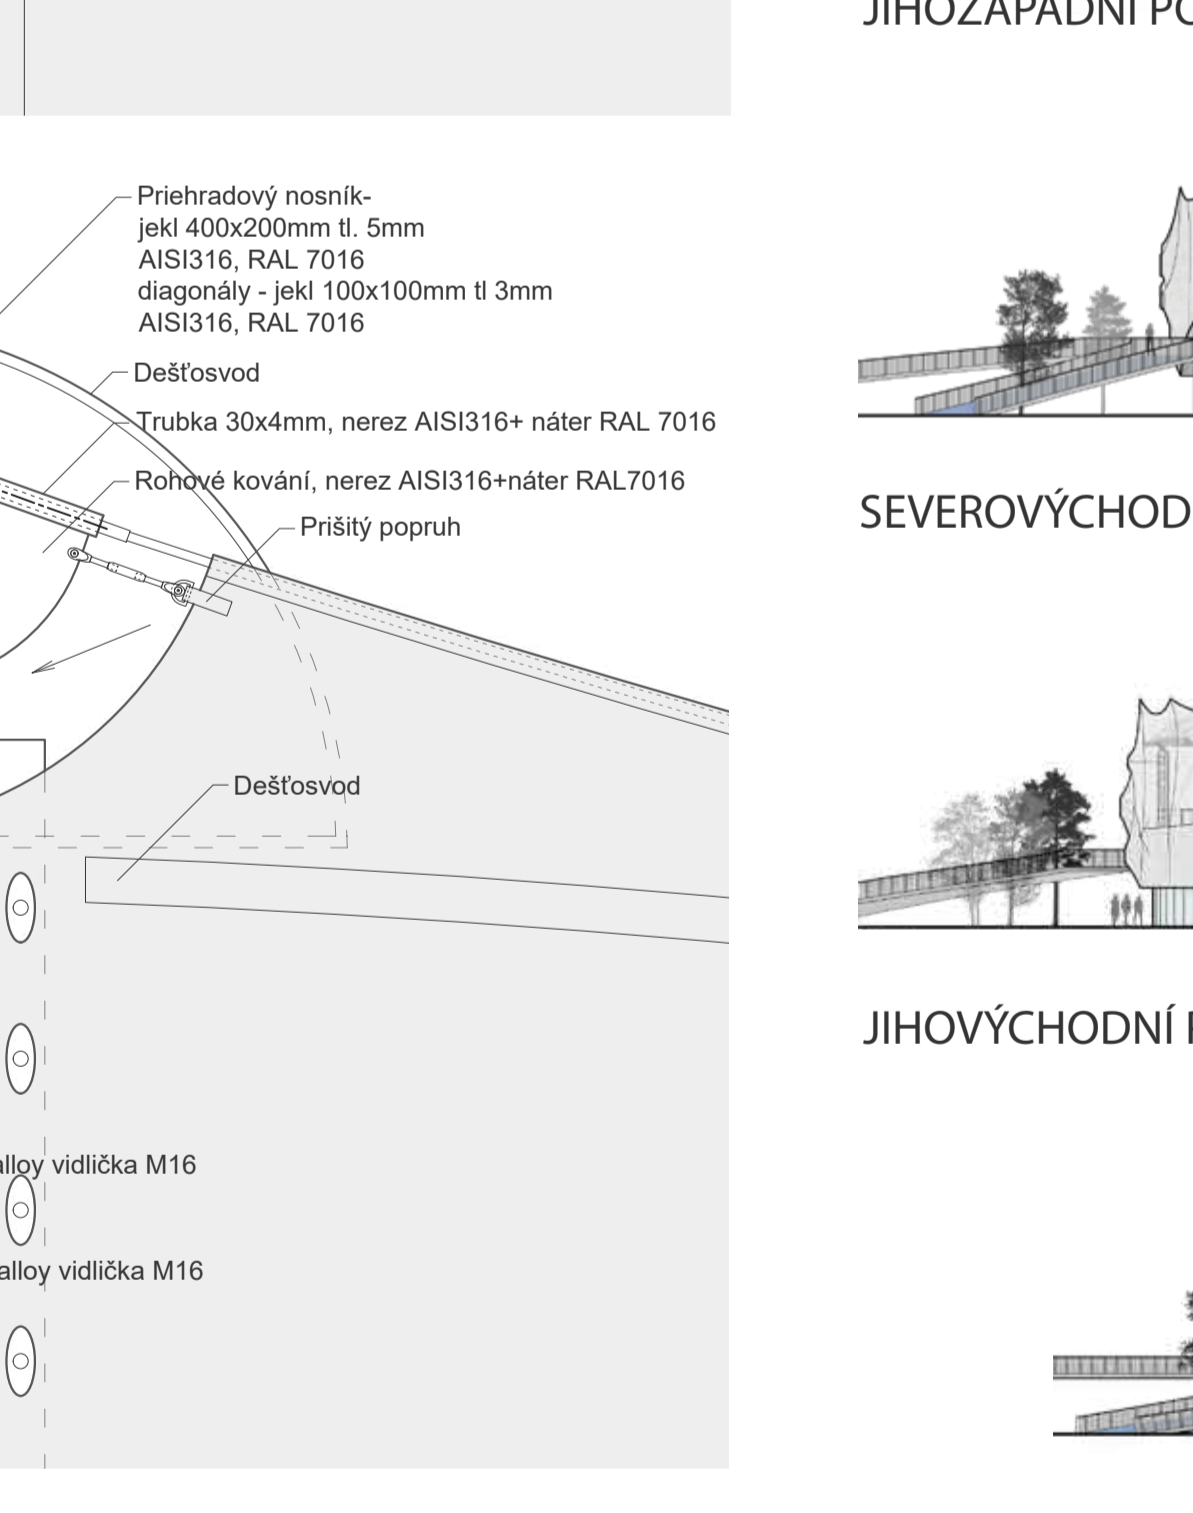 JIHOZÁPADNÍ PO
Priehradový nosník-
jekl 400x200mm tl. 5mm
AISI316, RAL 7016
diagonály - jekl 100x100mm tl 3mm
AISI316, RAL 7016
Dešťosvod
Trubka 30x4mm, nerez AISI316+ náter RAL 7016
Rohové kování, nerez AISI316+náter RAL7016
Prišitý popruh
Dešťosvod
alloy vidlička M16
alloy vidlička M16
SEVEROVÝCHOD
JIHOVÝCHODNÍ